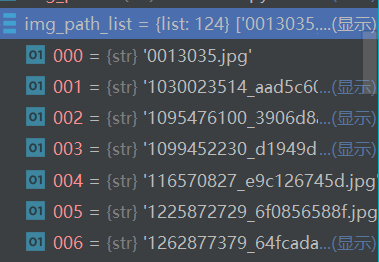 img_path_list = {list: 124} ['0013035....(显示)
01 000 = {str} '0013035.jpg'
01 001 = {str} '1030023514_aad5c60...(显示)
01 002 = {str} '1095476100_3906d8a...(显示)
01 003 = {str} '1099452230_d1949d...(显示)
01 004 = {str} '116570827_e9c126745d.jpg'
01 005 = {str} '1225872729_6f0856588f.jpg
01 006 = {str} '1262877379_64fcada...(显示)